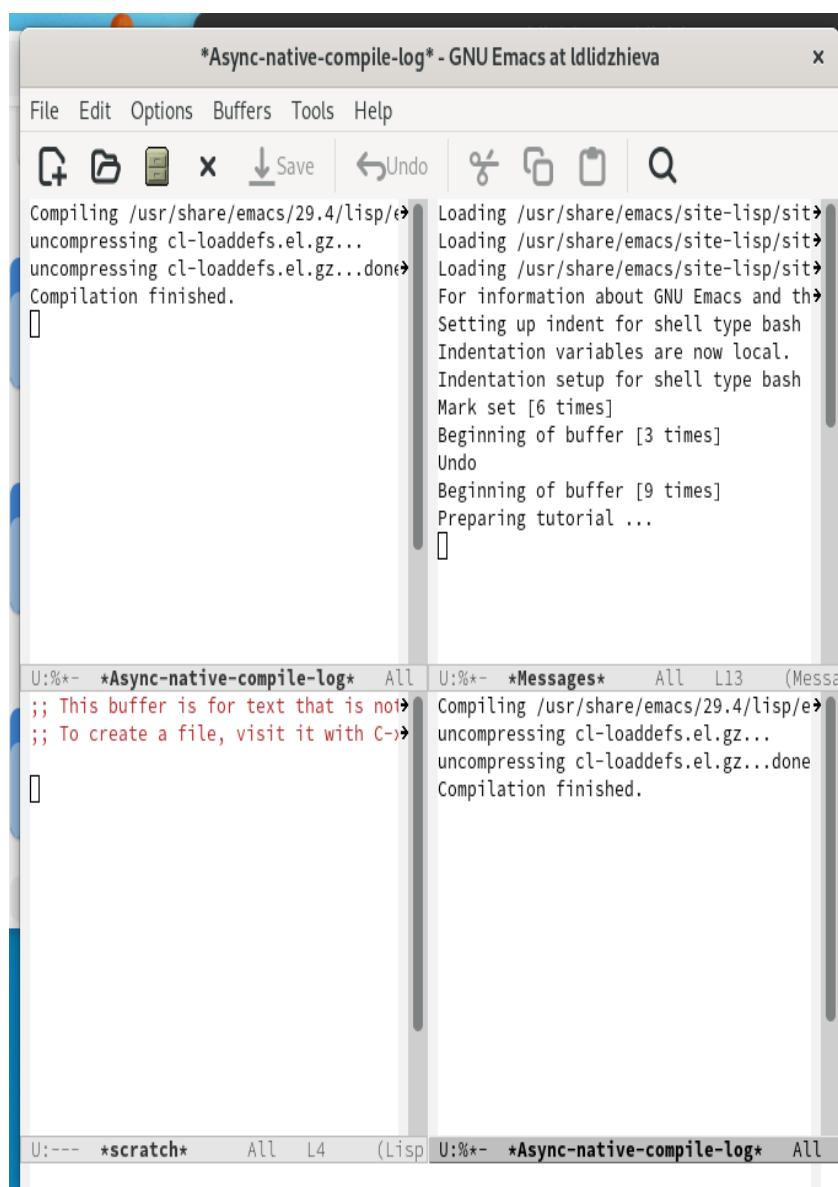 *Async-native-compile-log* - GNU Emacs at ldlidzhieva
File Edit Options Buffers Tools Help
Save Undo
Compiling /usr/share/emacs/29.4/lisp/e
uncompressing cl-loaddefs.el.gz...
uncompressing cl-loaddefs.el.gz...done
Compilation finished.
U:%*- *Async-native-compile-log* All
Loading /usr/share/emacs/site-lisp/sit
Loading /usr/share/emacs/site-lisp/sit
Loading /usr/share/emacs/site-lisp/sit
For information about GNU Emacs and th
Setting up indent for shell type bash
Indentation variables are now local.
Indentation setup for shell type bash
Mark set [6 times]
Beginning of buffer [3 times]
Undo
Beginning of buffer [9 times]
Preparing tutorial ...
U:%*- *Messages* All L13 (Messa
;; This buffer is for text that is not
;; To create a file, visit it with C-x
U:--- *scratch* All L4 (Lisp
Compiling /usr/share/emacs/29.4/lisp/e
uncompressing cl-loaddefs.el.gz...
uncompressing cl-loaddefs.el.gz...done
Compilation finished.
U:%*- *Async-native-compile-log* All